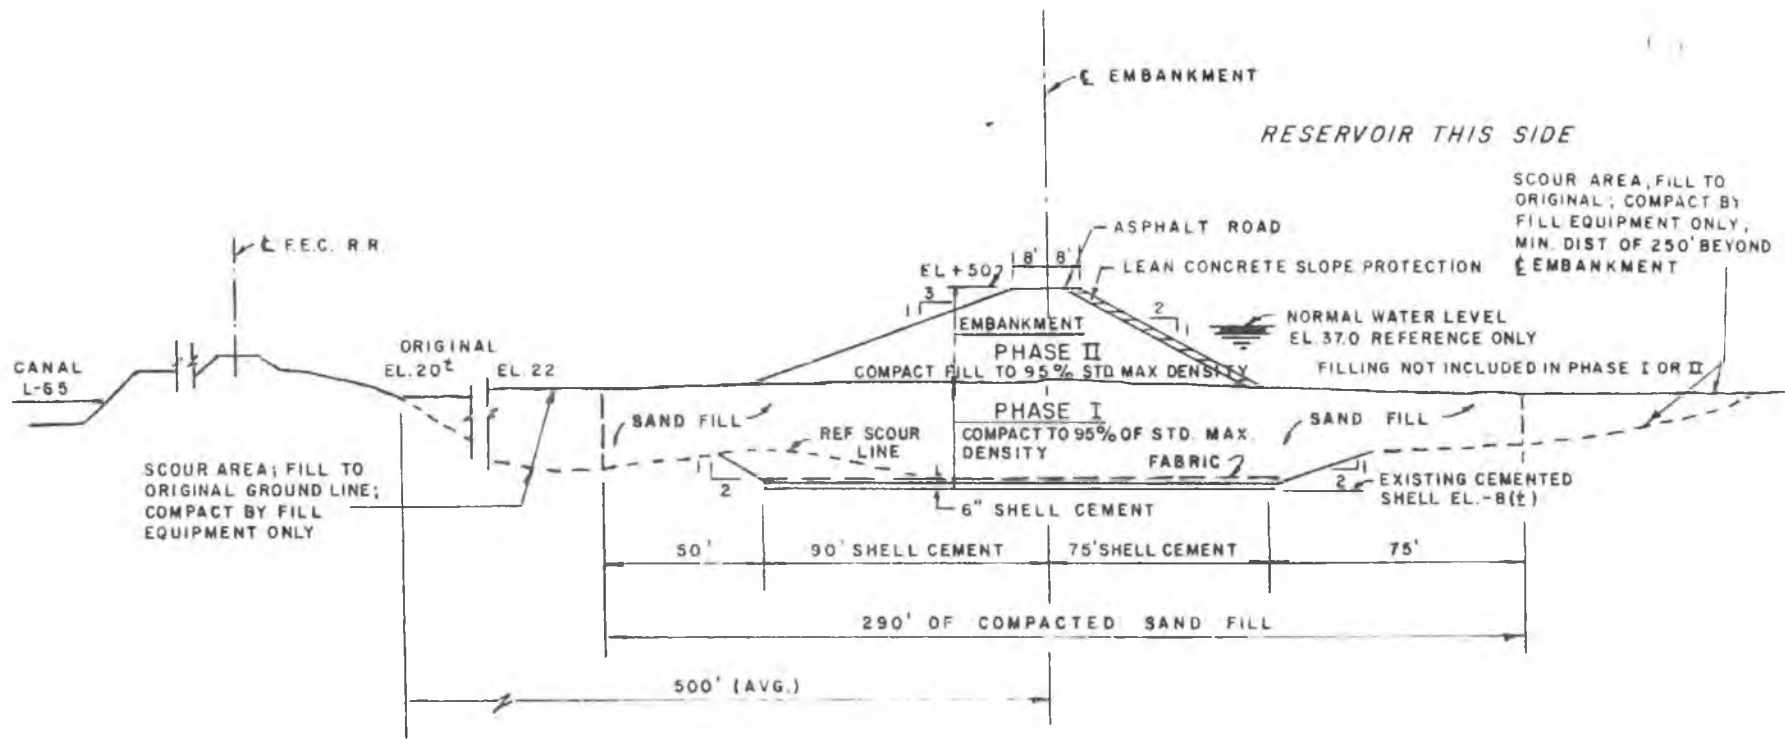 ℄ EMBANKMENT
RESERVOIR THIS SIDE
SCOUR AREA, FILL TO
ORIGINAL; COMPACT BY
FILL EQUIPMENT ONLY,
MIN. DIST OF 250' BEYOND
℄ EMBANKMENT
℄ F.E.C. R.R.
ASPHALT ROAD
8' 8'
EL +50
LEAN CONCRETE SLOPE PROTECTION
3
1
2
1
NORMAL WATER LEVEL
EL. 37.0 REFERENCE ONLY
EMBANKMENT
PHASE II
COMPACT FILL TO 95% STD. MAX DENSITY
FILLING NOT INCLUDED IN PHASE I OR II
CANAL
L-65
ORIGINAL
EL. 20±
EL. 22
SAND FILL
REF SCOUR
LINE
PHASE I
COMPACT TO 95% OF STD. MAX.
DENSITY
SAND FILL
FABRIC
1
2
1
2
EXISTING CEMENTED
SHELL EL.-8(±)
SCOUR AREA; FILL TO
ORIGINAL GROUND LINE;
COMPACT BY FILL
EQUIPMENT ONLY
6" SHELL CEMENT
50'
90' SHELL CEMENT
75' SHELL CEMENT
75'
290' OF COMPACTED SAND FILL
500' (AVG.)